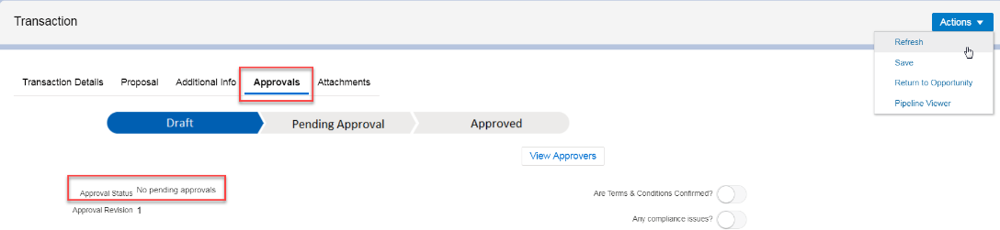 Transaction
Actions
Refresh
Save
Return to Opportunity
Pipeline Viewer
Transaction Details Proposal Additional Info Approvals Attachments
Draft Pending Approval Approved
View Approvers
Approval Status No pending approvals
Approval Revision 1
Are Terms & Conditions Confirmed?
Any compliance issues?